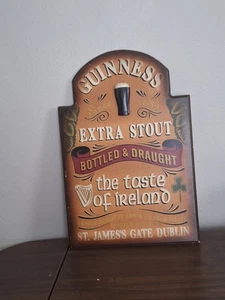 GUINNESS
EXTRA STOUT
BOTTLED & DRAUGHT
the taste
of ireland
ST. JAMES'S GATE DUBLIN